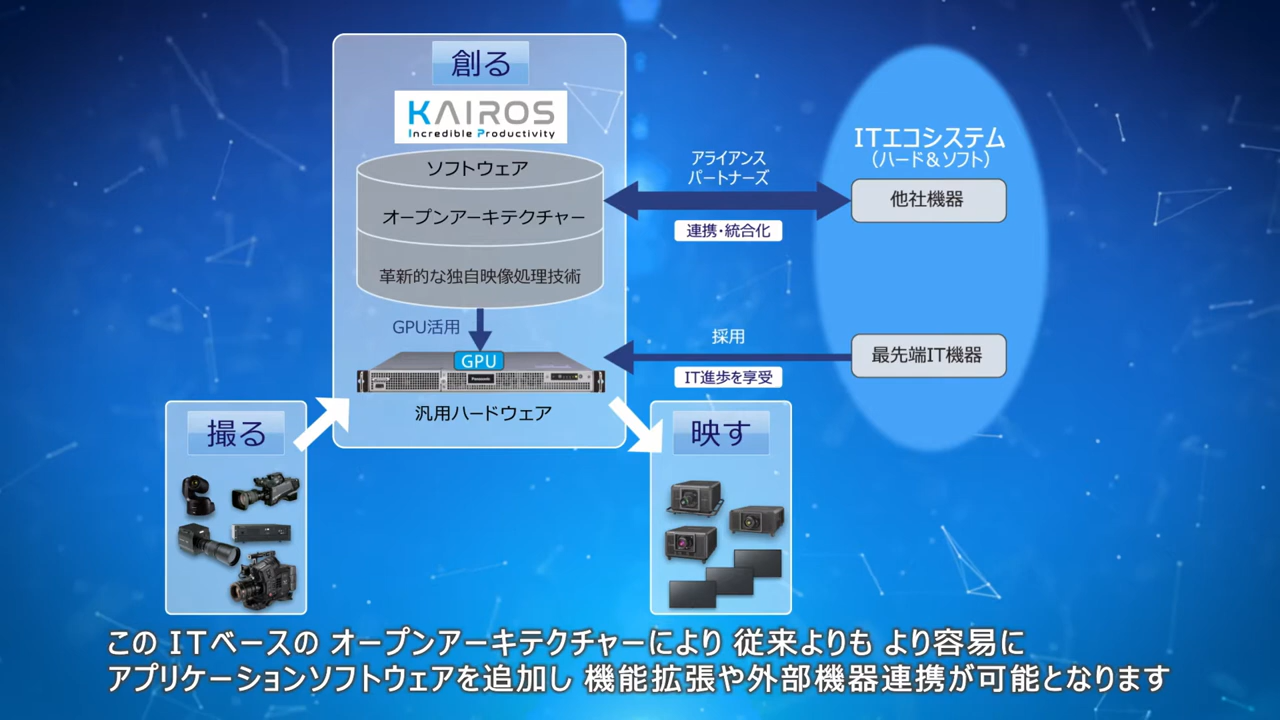 創る
KAIROS
Incredible Productivity
ソフトウェア
オープンアーキテクチャー
革新的な独自映像処理技術
GPU活用
GPU
Panasonic
汎用ハードウェア
アライアンス
パートナーズ
連携・統合化
ITエコシステム
（ハード＆ソフト）
他社機器
採用
IT進歩を享受
最先端IT機器
撮る
映す
この ITベースの オープンアーキテクチャーにより 従来よりも より容易に
アプリケーションソフトウェアを追加し 機能拡張や外部機器連携が可能となります